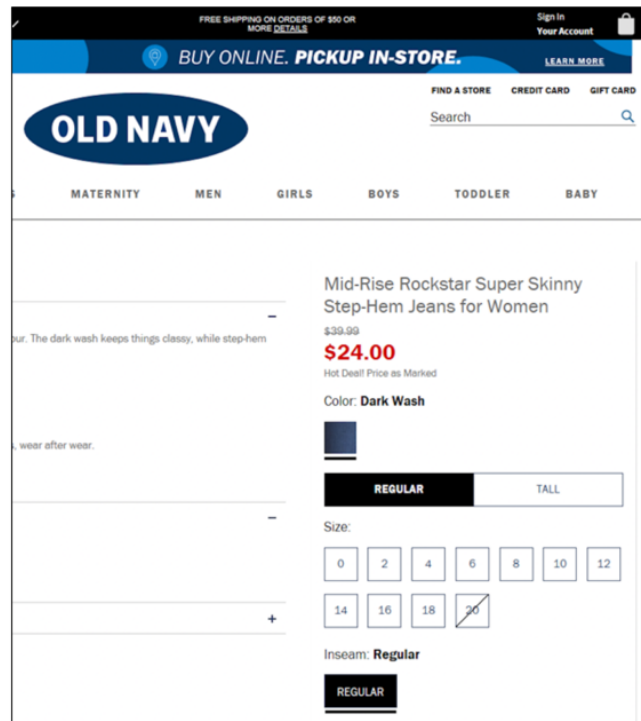 FREE SHIPPING ON ORDERS OF $50 OR
MORE DETAILS
Sign In
Your Account
BUY ONLINE. PICKUP IN-STORE.
LEARN MORE
FIND A STORE CREDIT CARD GIFT CARD
OLD NAVY
Search
MATERNITY MEN GIRLS BOYS TODDLER BABY
Mid-Rise Rockstar Super Skinny
Step-Hem Jeans for Women
$39.99
$24.00
Hot Deal! Price as Marked
Color: Dark Wash
REGULAR TALL
Size:
0 2 4 6 8 10 12
14 16 18 20
Inseam: Regular
REGULAR
−
. The dark wash keeps things classy, while step-hem
, wear after wear.
−
+